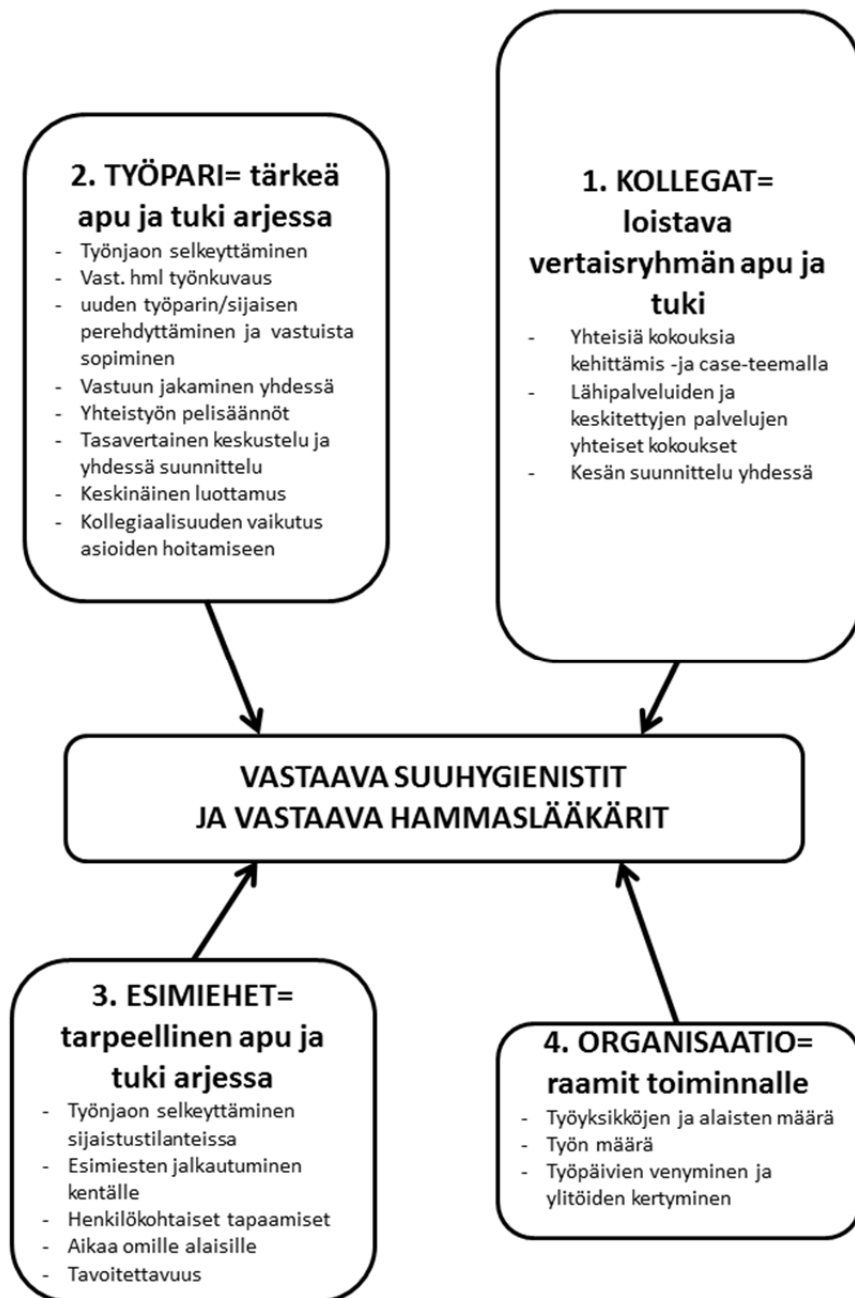 2. TYÖPARI= tärkeä
apu ja tuki arjessa
- Työnjaon selkeyttäminen
- Vast. hml työnkuvaus
- uuden työparin/sijaisen
perehdyttäminen ja vastuista
sopiminen
- Vastuun jakaminen yhdessä
- Yhteistyön pelisäännöt
- Tasavertainen keskustelu ja
yhdessä suunnittelu
- Keskinäinen luottamus
- Kollegiaalisuuden vaikutus
asioiden hoitamiseen
1. KOLLEGAT=
loistava
vertaisryhmän apu ja
tuki
- Yhteisiä kokouksia
kehittämis -ja case-teemalla
- Lähipalveluiden ja
keskitettyjen palvelujen
yhteiset kokoukset
- Kesän suunnittelu yhdessä
VASTAAVA SUUHYGIENISTIT
JA VASTAAVA HAMMASLÄÄKÄRIT
3. ESIMIEHET=
tarpeellinen apu ja
tuki arjessa
- Työnjaon selkeyttäminen
sijaistustilanteissa
- Esimiesten jalkautuminen
kentälle
- Henkilökohtaiset tapaamiset
- Aikaa omille alaisille
- Tavoitettavuus
4. ORGANISAATIO=
raamit toiminnalle
- Työyksikköjen ja alaisten määrä
- Työn määrä
- Työpäivien venyminen ja
ylitöiden kertyminen